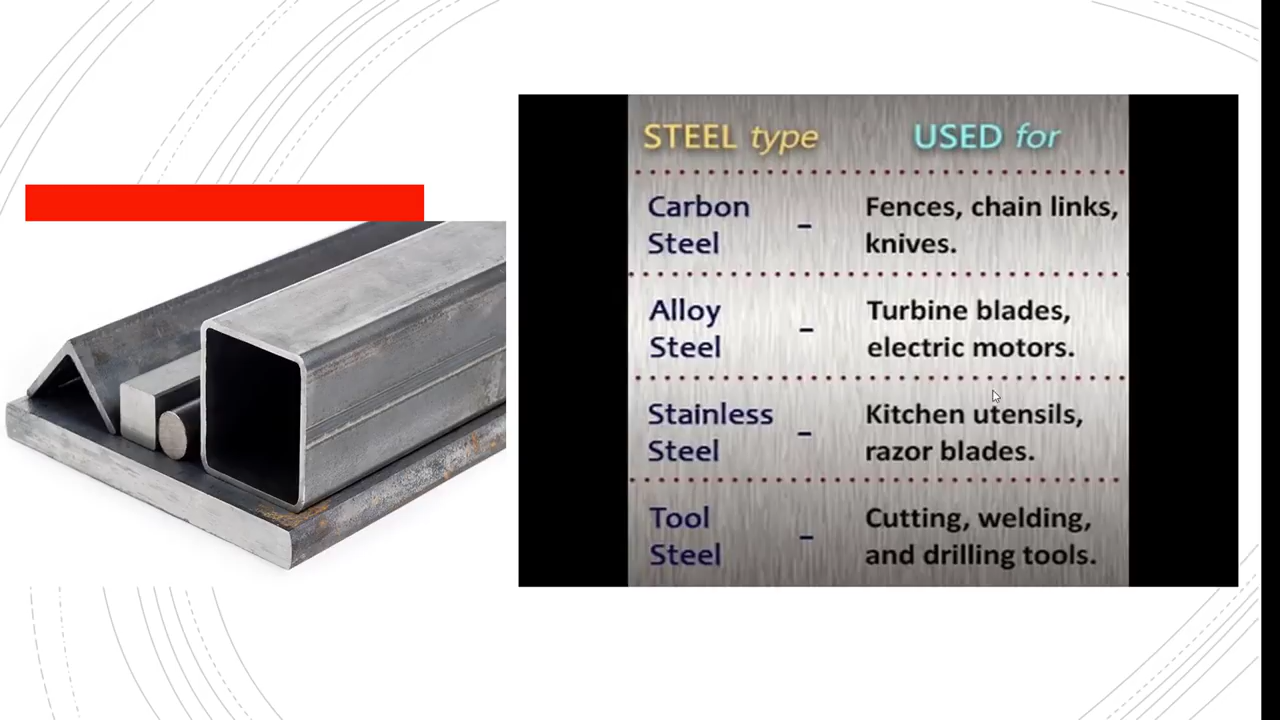 STEEL type USED for
Carbon Steel - Fences, chain links, knives.
Alloy Steel - Turbine blades, electric motors.
Stainless Steel - Kitchen utensils, razor blades.
Tool Steel - Cutting, welding, and drilling tools.